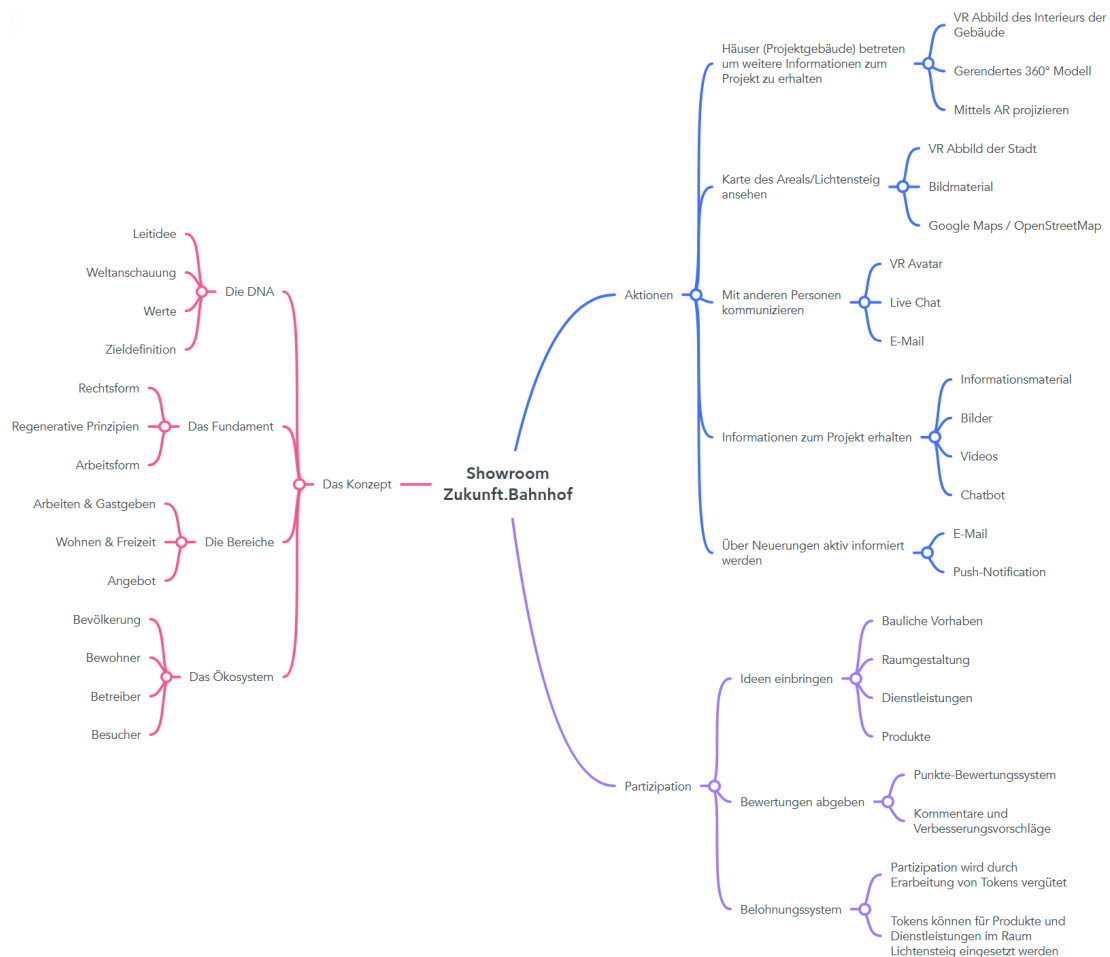 Showroom
Zukunft.Bahnhof
Das Konzept
Die DNA
Leitidee
Weltanschauung
Werte
Zieldefinition
Das Fundament
Rechtsform
Regenerative Prinzipien
Arbeitsform
Die Bereiche
Arbeiten & Gastgeben
Wohnen & Freizeit
Angebot
Das Ökosystem
Bevölkerung
Bewohner
Betreiber
Besucher
Aktionen
Häuser (Projektgebäude) betreten
um weitere Informationen zum
Projekt zu erhalten
VR Abbild des Interieurs der
Gebäude
Gerendertes 360° Modell
Mittels AR projizieren
Karte des Areals/Lichtensteig
ansehen
VR Abbild der Stadt
Bildmaterial
Google Maps / OpenStreetMap
Mit anderen Personen
kommunizieren
VR Avatar
Live Chat
E-Mail
Informationen zum Projekt erhalten
Informationsmaterial
Bilder
Videos
Chatbot
Über Neuerungen aktiv informiert
werden
E-Mail
Push-Notification
Partizipation
Ideen einbringen
Bauliche Vorhaben
Raumgestaltung
Dienstleistungen
Produkte
Bewertungen abgeben
Punkte-Bewertungssystem
Kommentare und
Verbesserungsvorschläge
Belohnungssystem
Partizipation wird durch
Erarbeitung von Tokens vergütet
Tokens können für Produkte und
Dienstleistungen im Raum
Lichtensteig eingesetzt werden